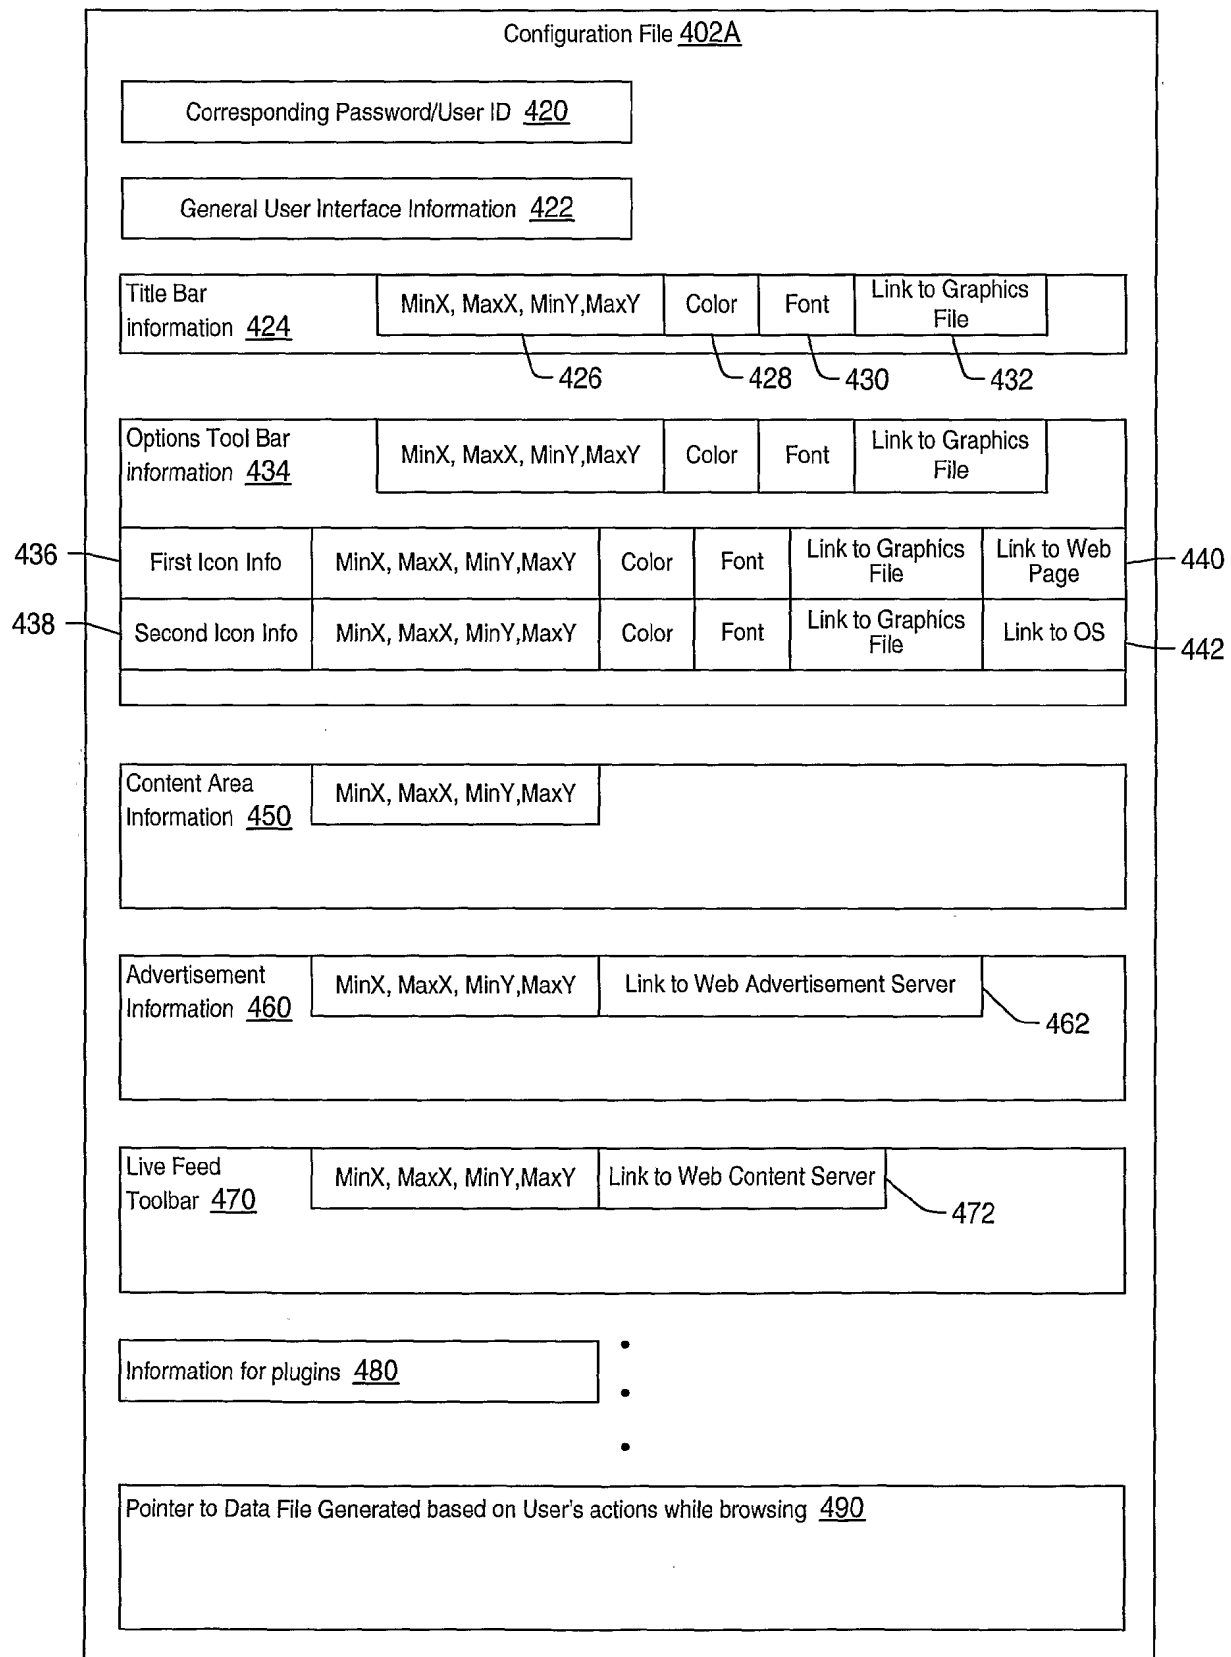 Configuration File 402A
Corresponding Password/User ID 420
General User Interface Information 422
Title Bar
information 424
MinX, MaxX, MinY,MaxY
Color
Font
Link to Graphics
File
426
428
430
432
Options Tool Bar
information 434
MinX, MaxX, MinY,MaxY
Color
Font
Link to Graphics
File
436
First Icon Info
MinX, MaxX, MinY,MaxY
Color
Font
Link to Graphics
File
Link to Web
Page
440
438
Second Icon Info
MinX, MaxX, MinY,MaxY
Color
Font
Link to Graphics
File
Link to OS
442
Content Area
Information 450
MinX, MaxX, MinY,MaxY
Advertisement
Information 460
MinX, MaxX, MinY,MaxY
Link to Web Advertisement Server
462
Live Feed
Toolbar 470
MinX, MaxX, MinY,MaxY
Link to Web Content Server
472
Information for plugins 480
Pointer to Data File Generated based on User's actions while browsing 490